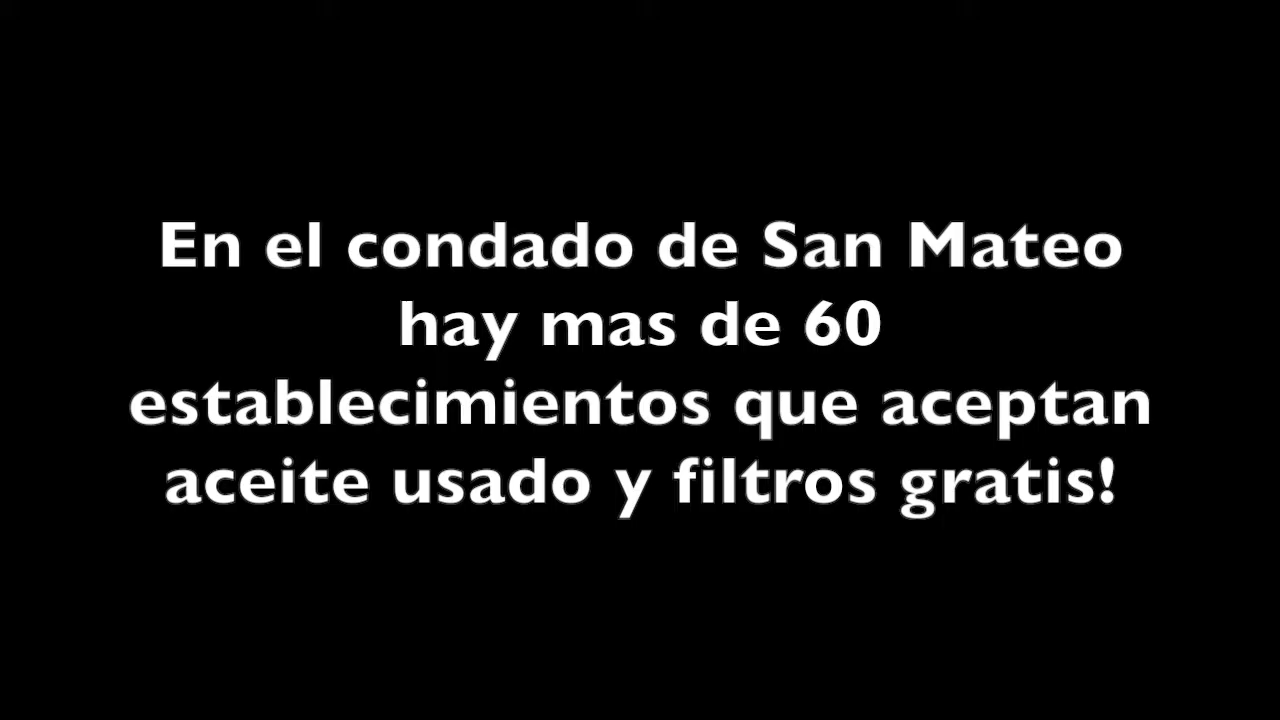 En el condado de San Mateo
hay mas de 60
establecimientos que aceptan
aceite usado y filtros gratis!